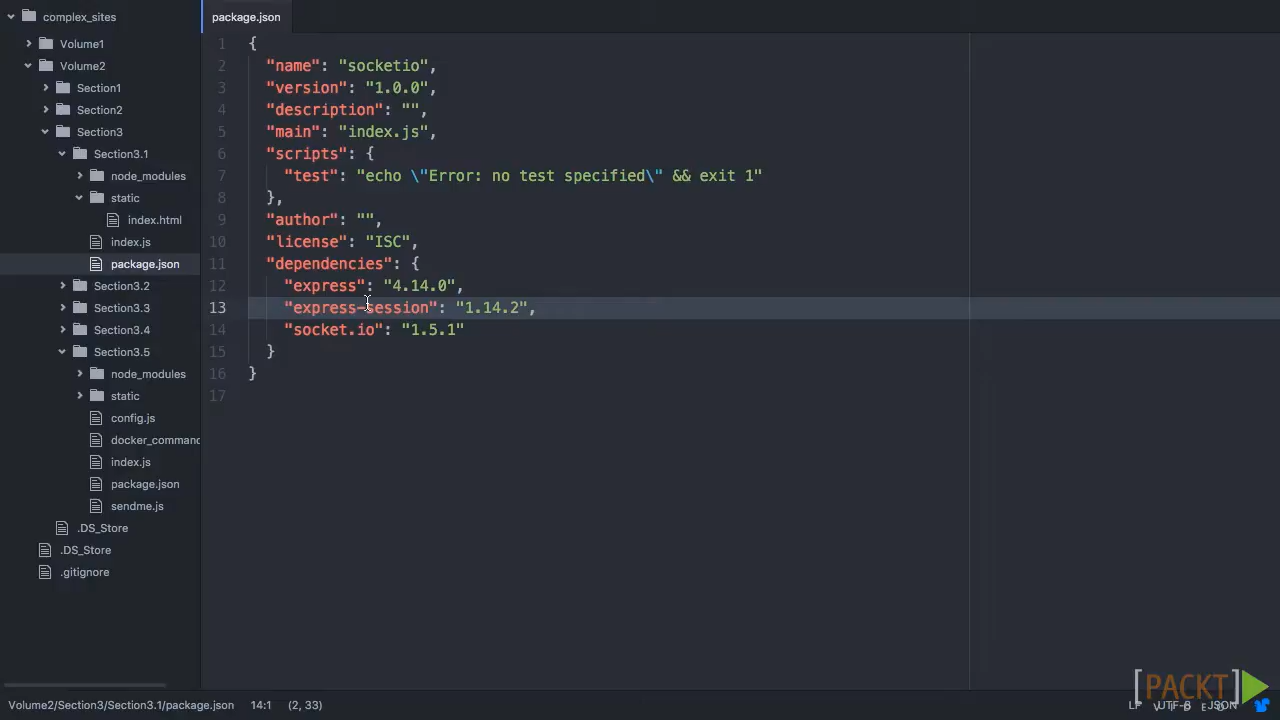 complex_sites
Volume1
Volume2
Section1
Section2
Section3
Section3.1
node_modules
static
index.html
index.js
package.json
Section3.2
Section3.3
Section3.4
Section3.5
node_modules
static
config.js
docker_command
index.js
package.json
sendme.js
.DS_Store
.DS_Store
.gitignore
package.json
1 {
2 "name": "socketio",
3 "version": "1.0.0",
4 "description": "",
5 "main": "index.js",
6 "scripts": {
7 "test": "echo \"Error: no test specified\" && exit 1"
8 },
9 "author": "",
10 "license": "ISC",
11 "dependencies": {
12 "express": "4.14.0",
13 "express-session": "1.14.2",
14 "socket.io": "1.5.1"
15 }
16 }
17
[PACKT]
VIDEO
Volume2/Section3/Section3.1/package.json 14:1 (2, 33) LF UTF-8 JSON